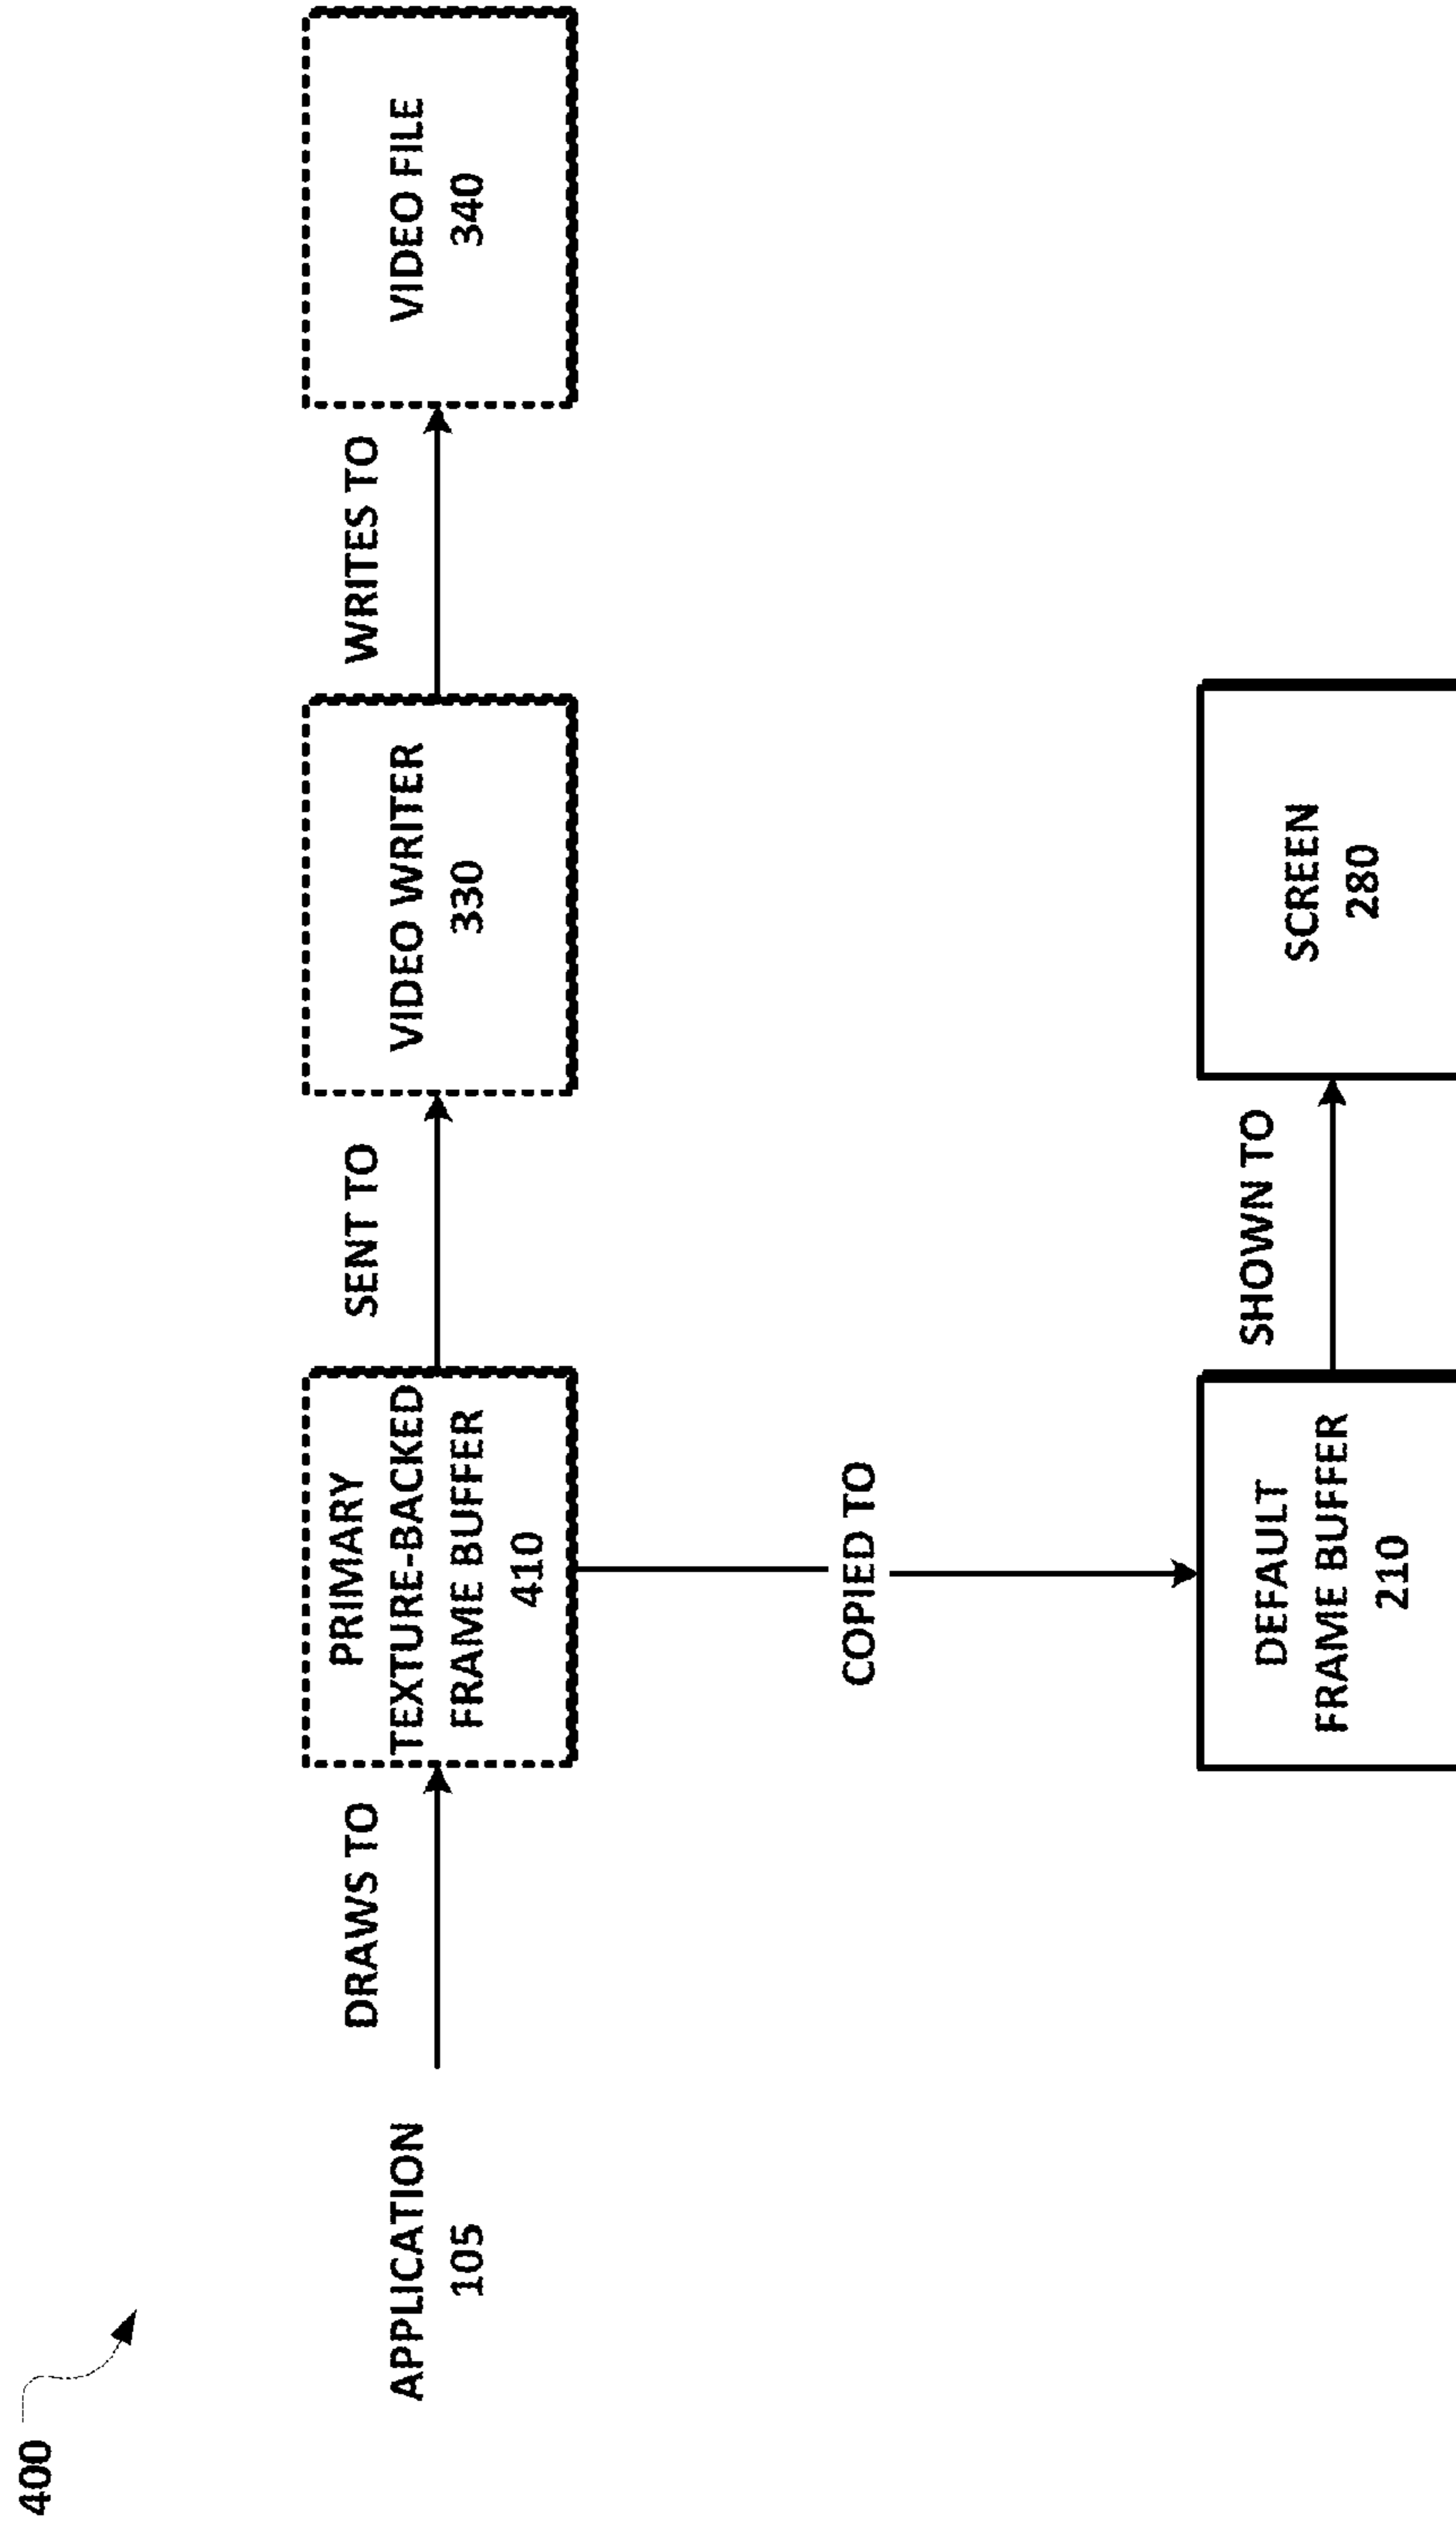 400
APPLICATION
105
DRAWS TO
PRIMARY
TEXTURE-BACKED
FRAME BUFFER
410
SENT TO
VIDEO WRITER
330
WRITES TO
VIDEO FILE
340
COPIED TO
DEFAULT
FRAME BUFFER
210
SHOWN TO
SCREEN
280